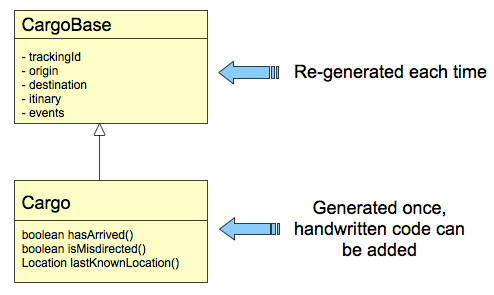 CargoBase
- trackingId
- origin
- destination
- itinary
- events
Re-generated each time
Cargo
boolean hasArrived()
boolean isMisdirected()
Location lastKnownLocation()
Generated once,
handwritten code can
be added